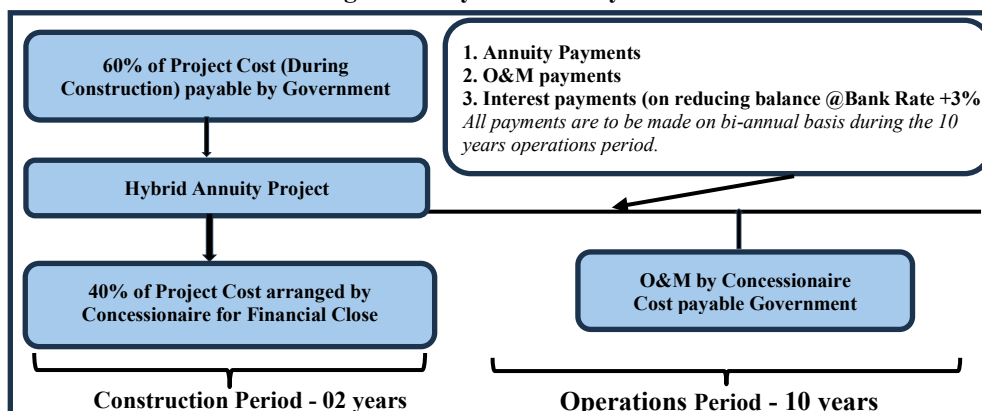 60% of Project Cost (During
Construction) payable by Government
1. Annuity Payments
2. O&M payments
3. Interest payments (on reducing balance @Bank Rate +3%
All payments are to be made on bi-annual basis during the 10
years operations period.
Hybrid Annuity Project
40% of Project Cost arranged by
Concessionaire for Financial Close
O&M by Concessionaire
Cost payable Government
Construction Period - 02 years
Operations Period - 10 years